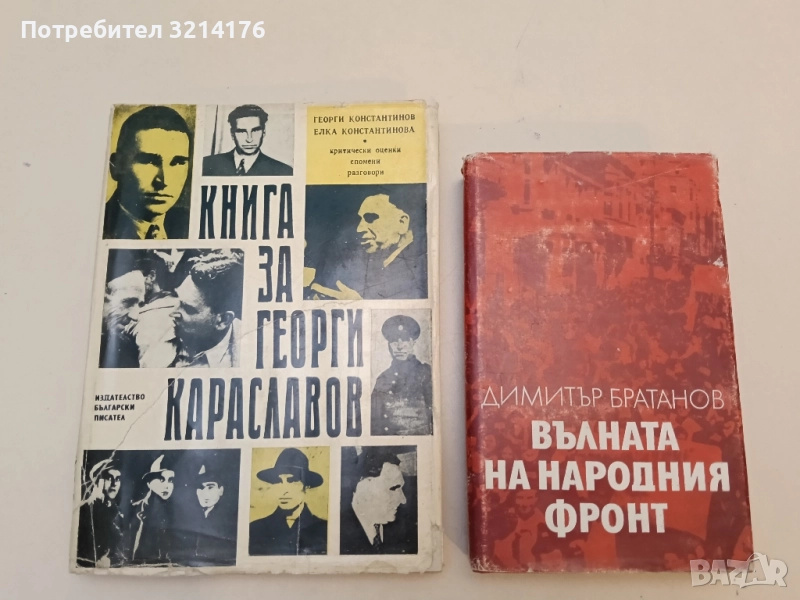 Потребител 3214176
ГЕОРГИ КОНСТАНТИНОВ
ЕЛКА КОНСТАНТИНОВА
критически оценки
спомени
разговори
КНИГА
ЗА
ГЕОРГИ
КАРАСЛАВОВ
ИЗДАТЕЛСТВО
БЪЛГАРСКИ
ПИСАТЕЛ
ДИМИТЪР БРАТАНОВ
ВЪЛНАТА
НА НАРОДНИЯ
ФРОНТ
BAZAR